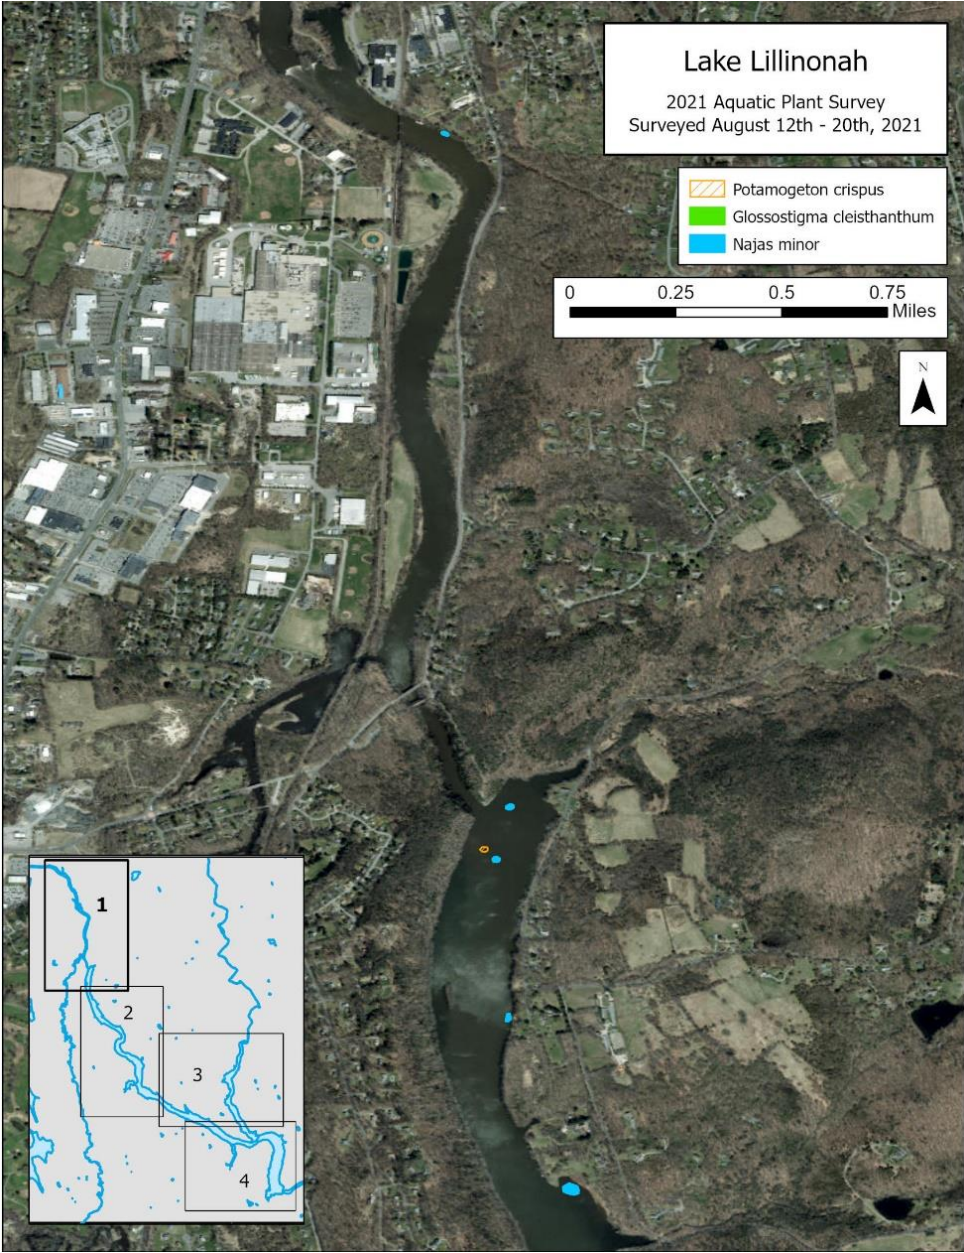 Lake Lillinonah
2021 Aquatic Plant Survey
Surveyed August 12th - 20th, 2021
Potamogeton crispus
Glossostigma cleisthanthum
Najas minor
0 0.25 0.5 0.75
Miles
N
1
2
3
4